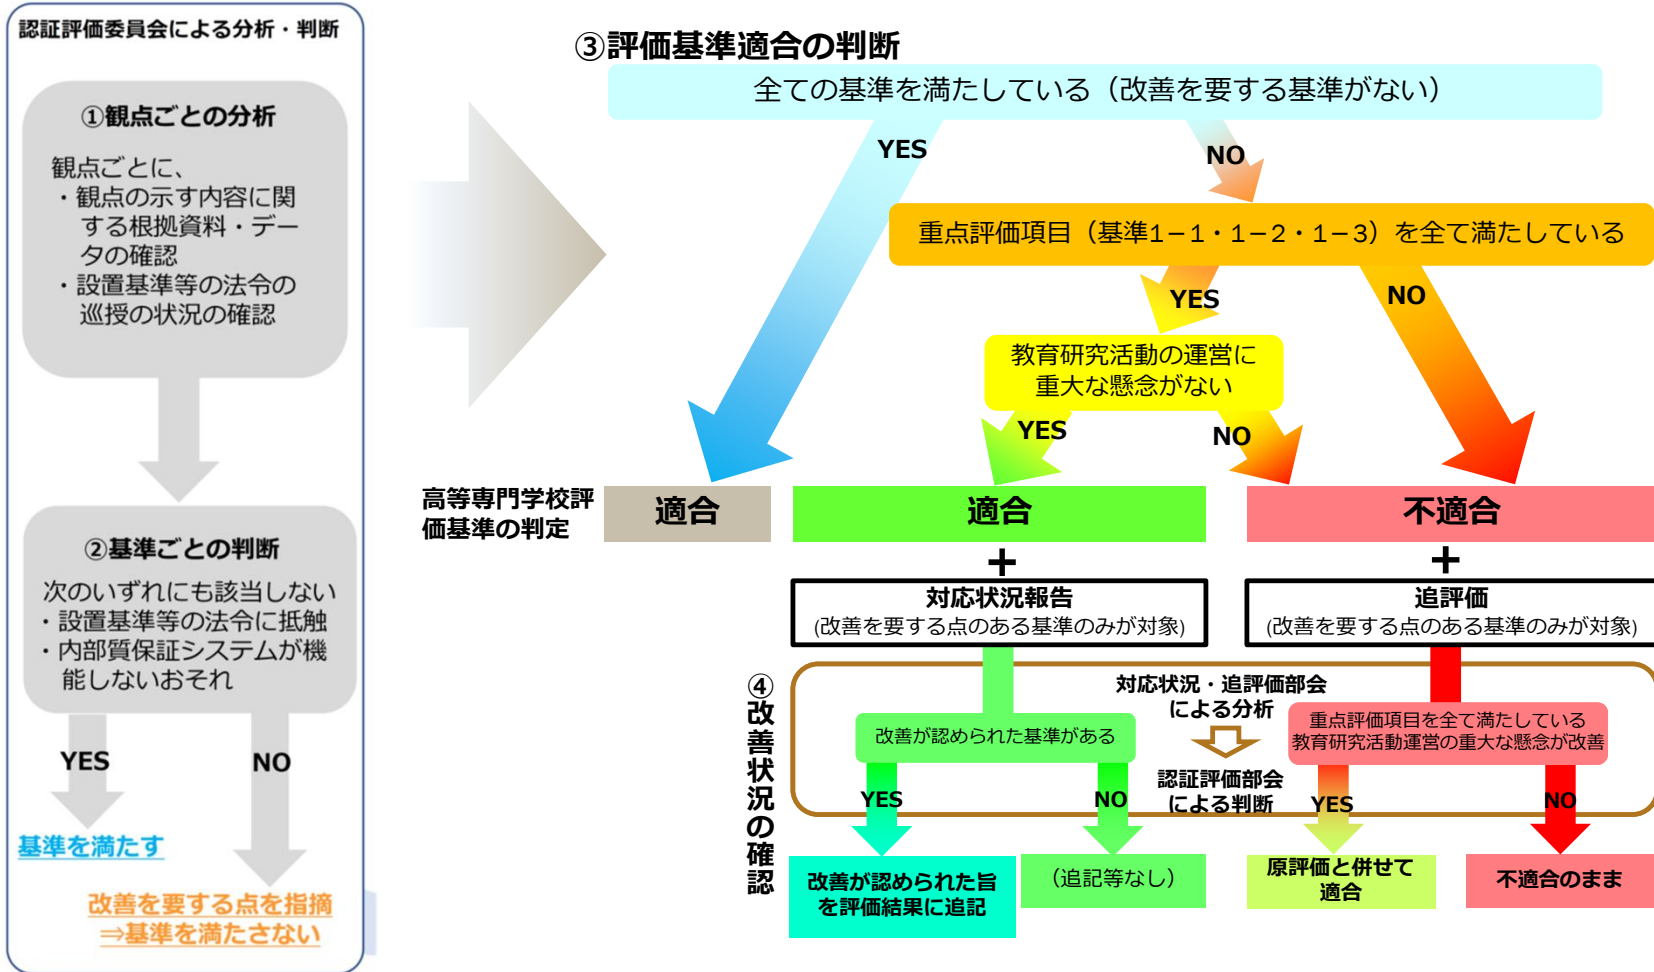 認証評価委員会による分析・判断
①観点ごとの分析
観点ごとに、
・観点の示す内容に関
する根拠資料・デー
タの確認
・設置基準等の法令の
巡授の状況の確認
②基準ごとの判断
次のいずれにも該当しない
・設置基準等の法令に抵触
・内部質保証システムが機
能しないおそれ
YES
NO
基準を満たす
改善を要する点を指摘
⇒基準を満たさない
③評価基準適合の判断
全ての基準を満たしている（改善を要する基準がない）
YES
NO
重点評価項目（基準1－1・1－2・1－3）を全て満たしている
YES
NO
教育研究活動の運営に
重大な懸念がない
YES
NO
高等専門学校評
価基準の判定
適合
適合
不適合
＋
＋
対応状況報告
(改善を要する点のある基準のみが対象)
追評価
(改善を要する点のある基準のみが対象)
④改善状況の確認
対応状況・追評価部会
による分析
認証評価部会
による判断
改善が認められた基準がある
重点評価項目を全て満たしている
教育研究活動運営の重大な懸念が改善
YES
NO
YES
NO
改善が認められた旨
を評価結果に追記
（追記等なし）
原評価と併せて
適合
不適合のまま